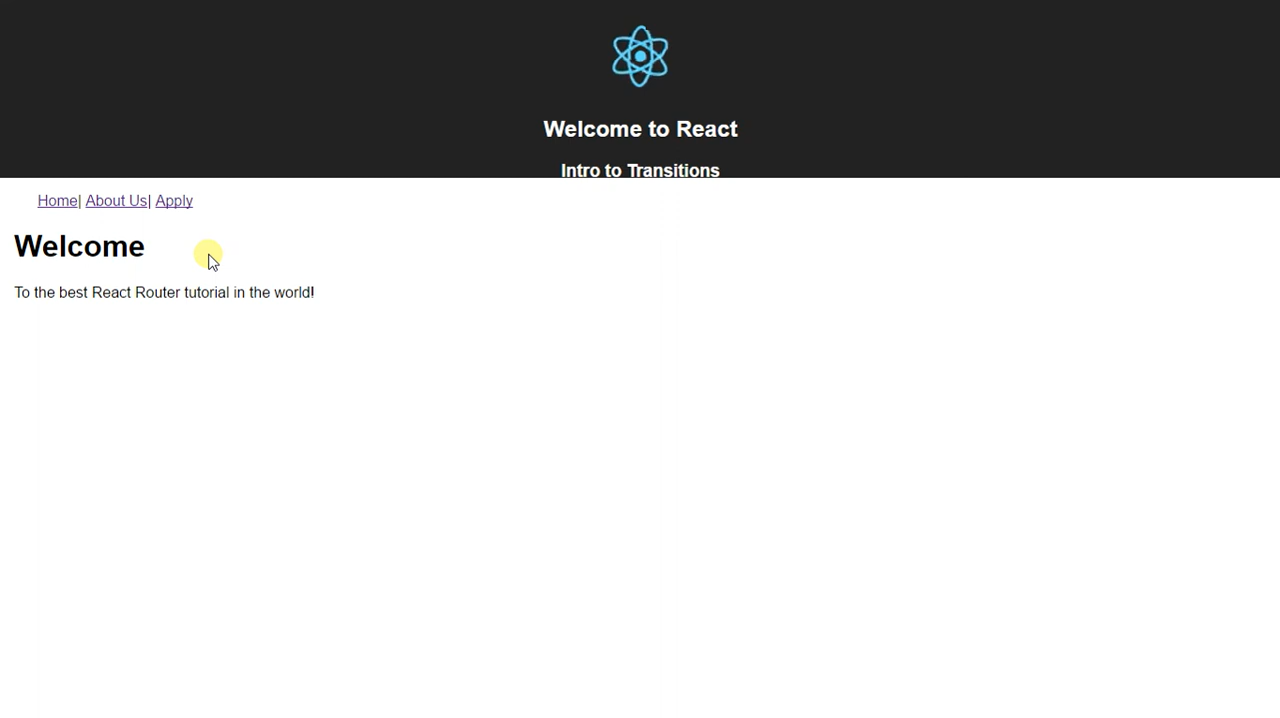 Welcome to React
Intro to Transitions
Home| About Us| Apply
Welcome
To the best React Router tutorial in the world!